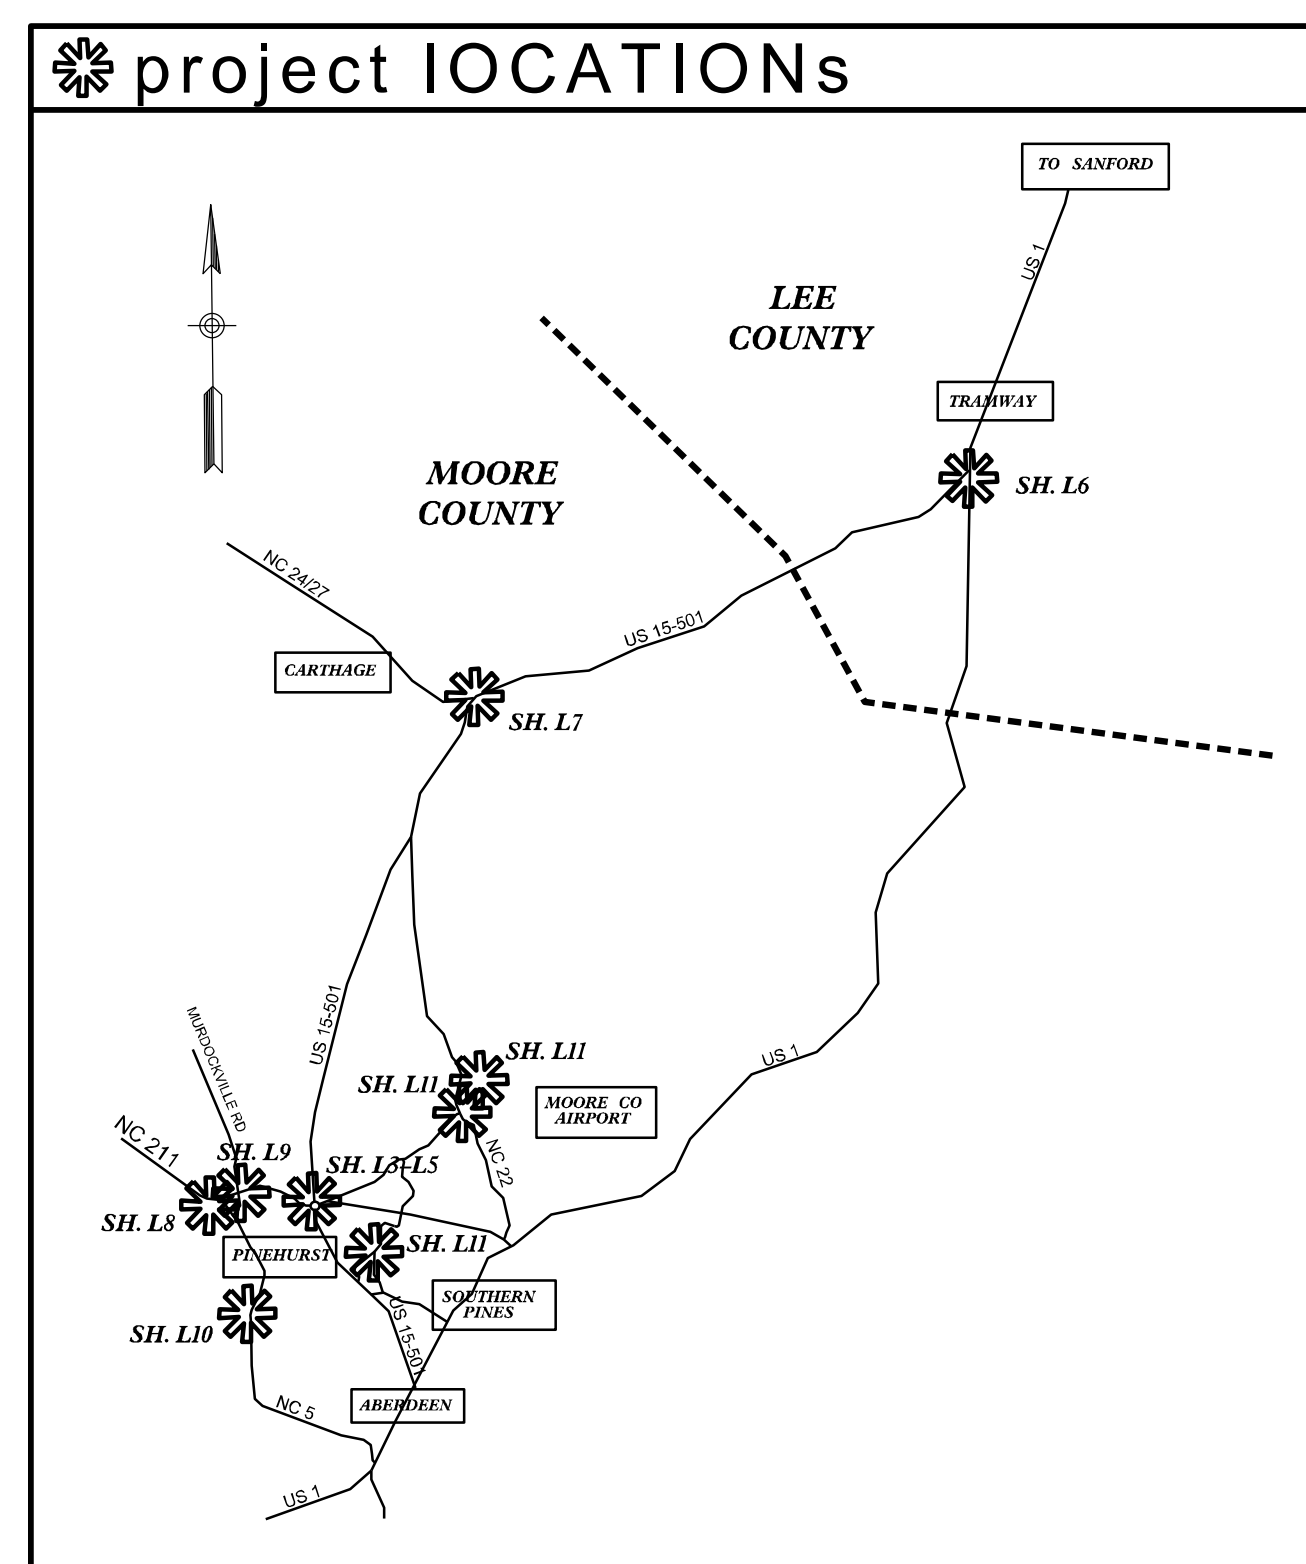 project lOCATIONs
TO SANFORD
US 1
LEE
COUNTY
TRAMWAY
MOORE
COUNTY
SH. L6
NC 24/27
US 15-501
CARTHAGE
SH. L7
US 15-501
MURDOCKVILLE RD
SH. L11
US 1
SH. L11
MOORE CO
AIRPORT
NC 211
SH. L9
SH. L3-L5
NC 22
SH. L8
PINEHURST
SH. L11
SOUTHERN
PINES
SH. L10
US 15-501
ABERDEEN
NC 5
US 1